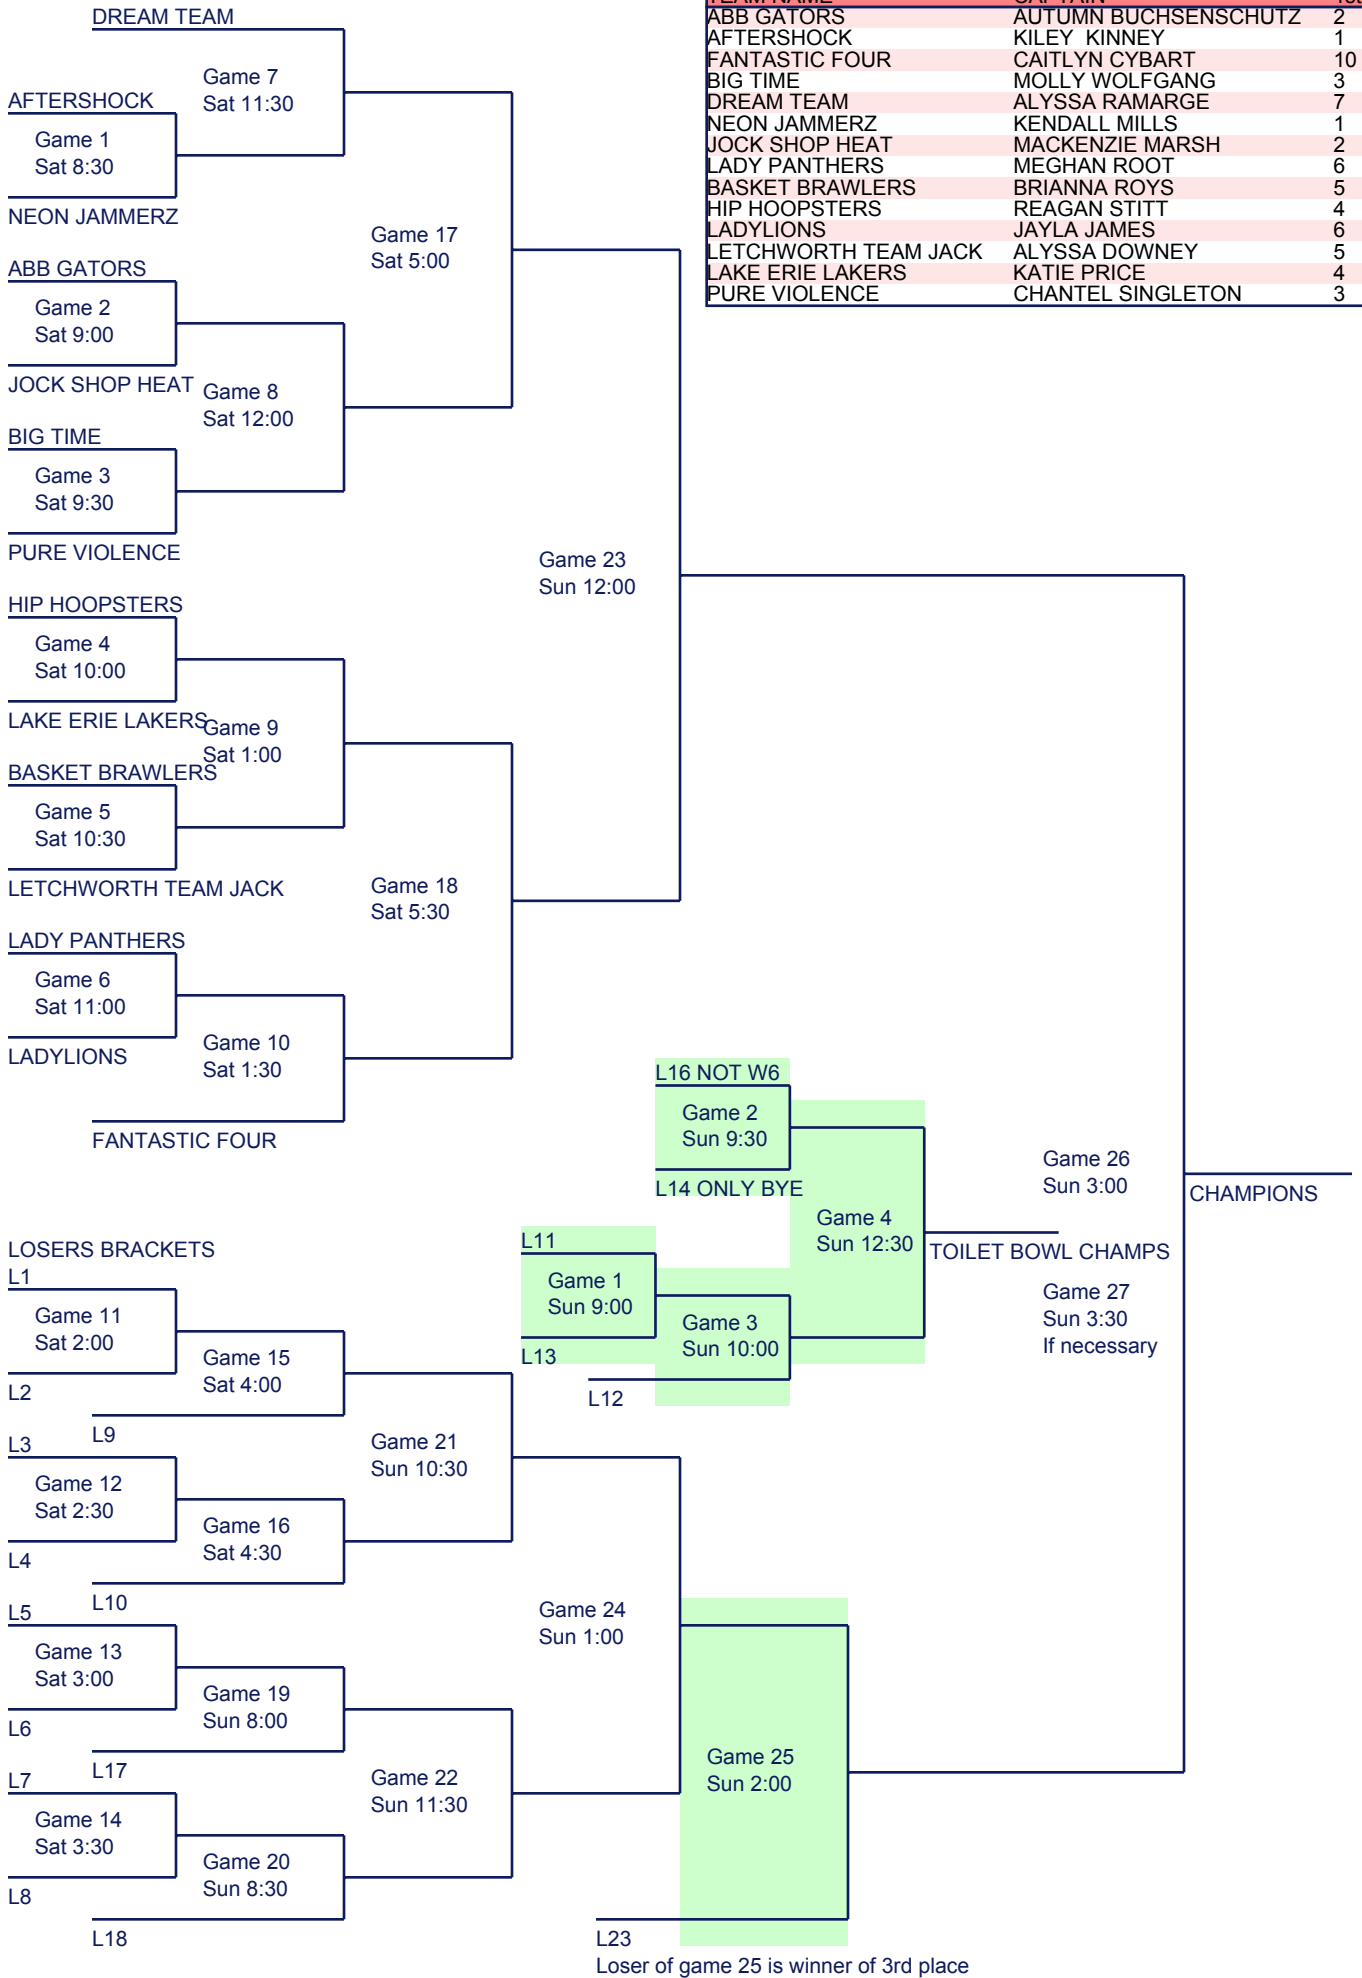 DREAM TEAM
Game 7
Sat 11:30
AFTERSHOCK
Game 1
Sat 8:30
NEON JAMMERZ
Game 17
Sat 5:00
ABB GATORS
Game 2
Sat 9:00
JOCK SHOP HEAT
Game 8
Sat 12:00
BIG TIME
Game 3
Sat 9:30
PURE VIOLENCE
Game 23
Sun 12:00
HIP HOOPSTERS
Game 4
Sat 10:00
LAKE ERIE LAKERS
Game 9
Sat 1:00
BASKET BRAWLERS
Game 5
Sat 10:30
LETCHWORTH TEAM JACK
Game 18
Sat 5:30
LADY PANTHERS
Game 6
Sat 11:00
LADYLIONS
Game 10
Sat 1:30
FANTASTIC FOUR
TEAM NAME CAPTAIN
ABB GATORS AUTUMN BUCHSENSCHUTZ 2
AFTERSHOCK KILEY KINNEY 1
FANTASTIC FOUR CAITLYN CYBART 10
BIG TIME MOLLY WOLFGANG 3
DREAM TEAM ALYSSA RAMARGE 7
NEON JAMMERZ KENDALL MILLS 1
JOCK SHOP HEAT MACKENZIE MARSH 2
LADY PANTHERS MEGHAN ROOT 6
BASKET BRAWLERS BRIANNA ROYS 5
HIP HOOPSTERS REAGAN STITT 4
LADYLIONS JAYLA JAMES 6
LETCHWORTH TEAM JACK ALYSSA DOWNEY 5
LAKE ERIE LAKERS KATIE PRICE 4
PURE VIOLENCE CHANTEL SINGLETON 3
L16 NOT W6
Game 2
Sun 9:30
L14 ONLY BYE
Game 4
Sun 12:30
L11
Game 1
Sun 9:00
L13
Game 3
Sun 10:00
L12
TOILET BOWL CHAMPS
Game 26
Sun 3:00
CHAMPIONS
Game 27
Sun 3:30
If necessary
LOSERS BRACKETS
L1
Game 11
Sat 2:00
L2
Game 15
Sat 4:00
L9
Game 21
Sun 10:30
L3
Game 12
Sat 2:30
L4
Game 16
Sat 4:30
L10
Game 24
Sun 1:00
L5
Game 13
Sat 3:00
L6
Game 19
Sun 8:00
L17
Game 22
Sun 11:30
L7
Game 14
Sat 3:30
L8
Game 20
Sun 8:30
L18
Game 25
Sun 2:00
L23
Loser of game 25 is winner of 3rd place